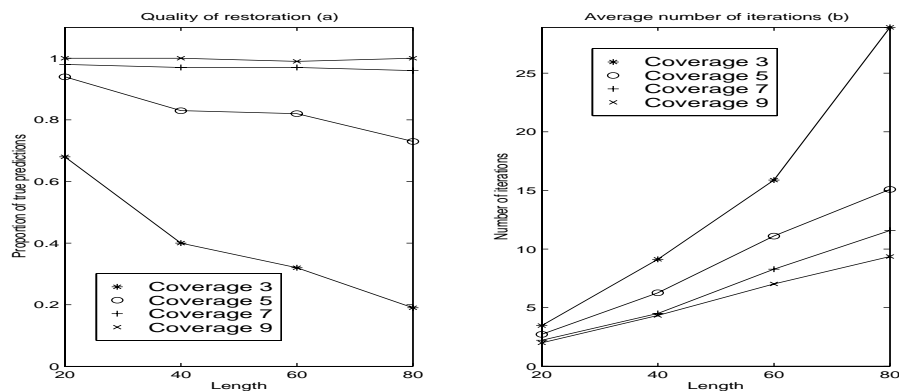 Quality of restoration (a)
Proportion of true predictions
1
0.8
0.6
0.4
0.2
0
20 40 60 80
Length
Coverage 3
Coverage 5
Coverage 7
Coverage 9
Average number of iterations (b)
Number of iterations
25
20
15
10
5
0
20 40 60 80
Length
Coverage 3
Coverage 5
Coverage 7
Coverage 9